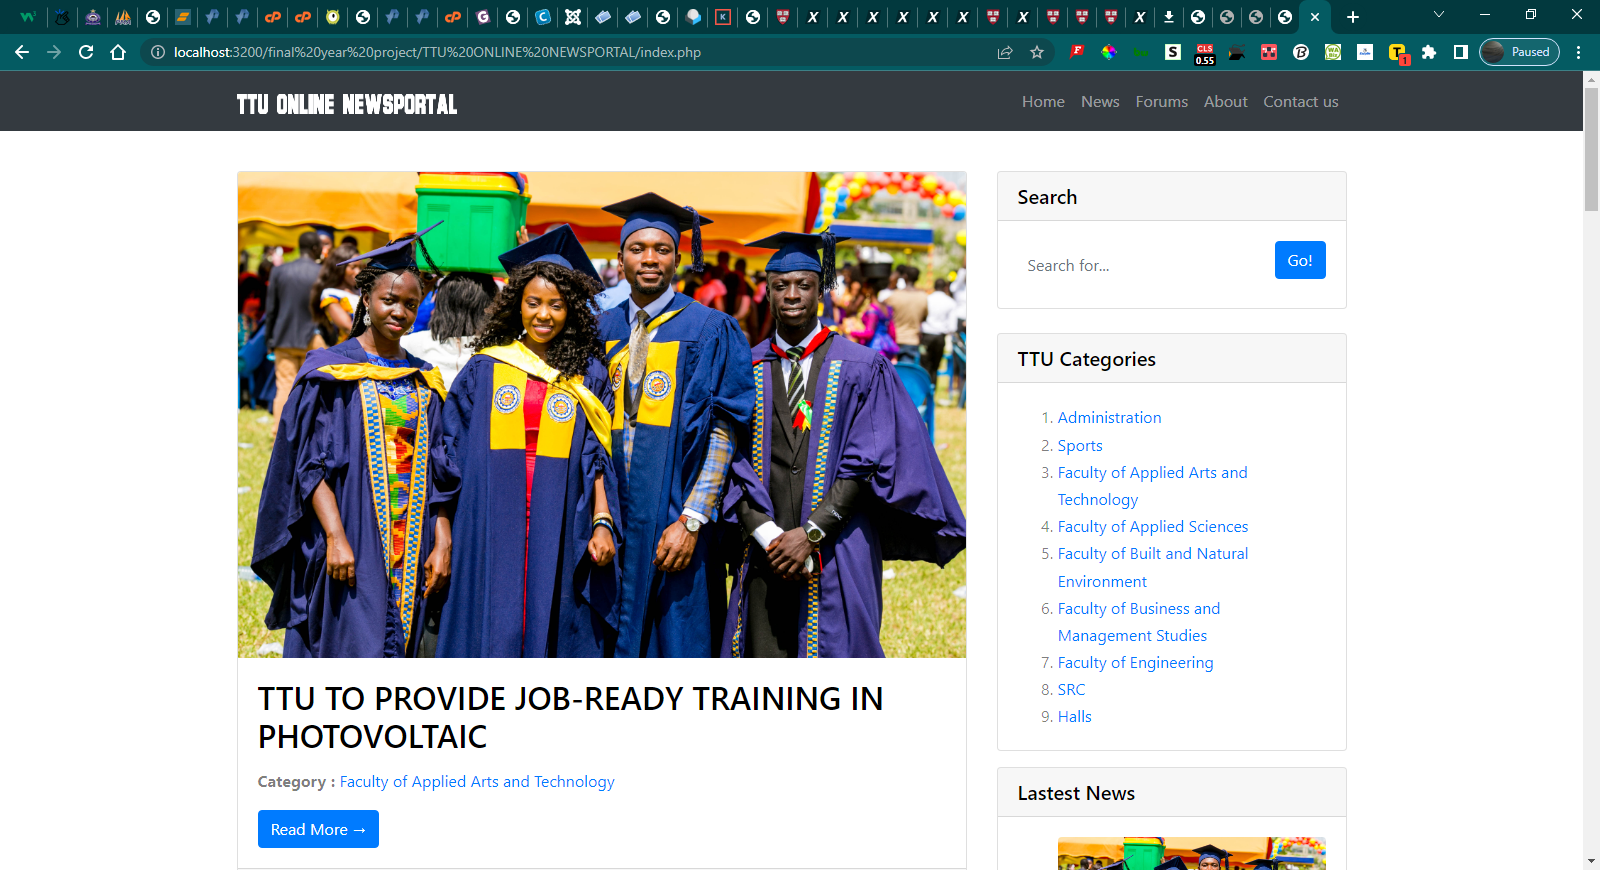 localhost:3200/final%20year%20project/TTU%20ONLINE%20NEWSPORTAL/index.php
CLS
0.55
1
Paused
TTU ONLINE NEWSPORTAL
Home News Forums About Contact us
Search
Search for...
Go!
TTU Categories
1. Administration
2. Sports
3. Faculty of Applied Arts and
Technology
4. Faculty of Applied Sciences
5. Faculty of Built and Natural
Environment
6. Faculty of Business and
Management Studies
7. Faculty of Engineering
8. SRC
9. Halls
TTU TO PROVIDE JOB-READY TRAINING IN
PHOTOVOLTAIC
Category : Faculty of Applied Arts and Technology
Read More →
Lastest News